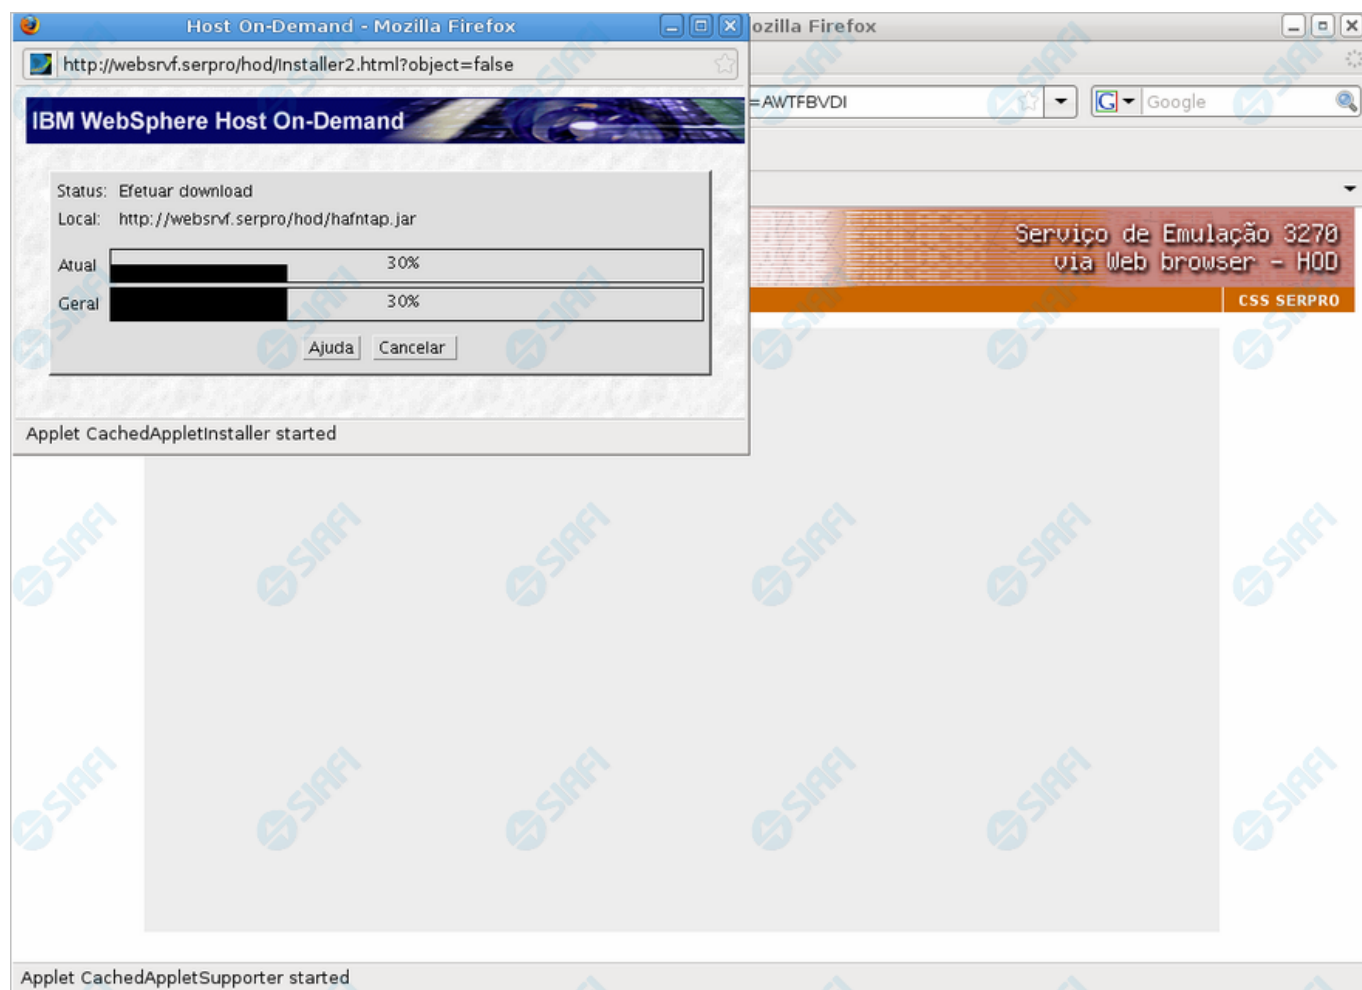 Host On-Demand - Mozilla Firefox
ozilla Firefox
http://websrvf.serpro/hod/Installer2.html?object=false
=AWTFBVDI
Google
IBM WebSphere Host On-Demand
Status: Efetuar download
Local: http://websrvf.serpro/hod/hafntap.jar
Serviço de Emulação 3270
via Web browser - HOD
Atual 30%
Geral 30%
CSS SERPRO
Ajuda Cancelar
Applet CachedAppletInstaller started
SIAFI
Applet CachedAppletSupporter started